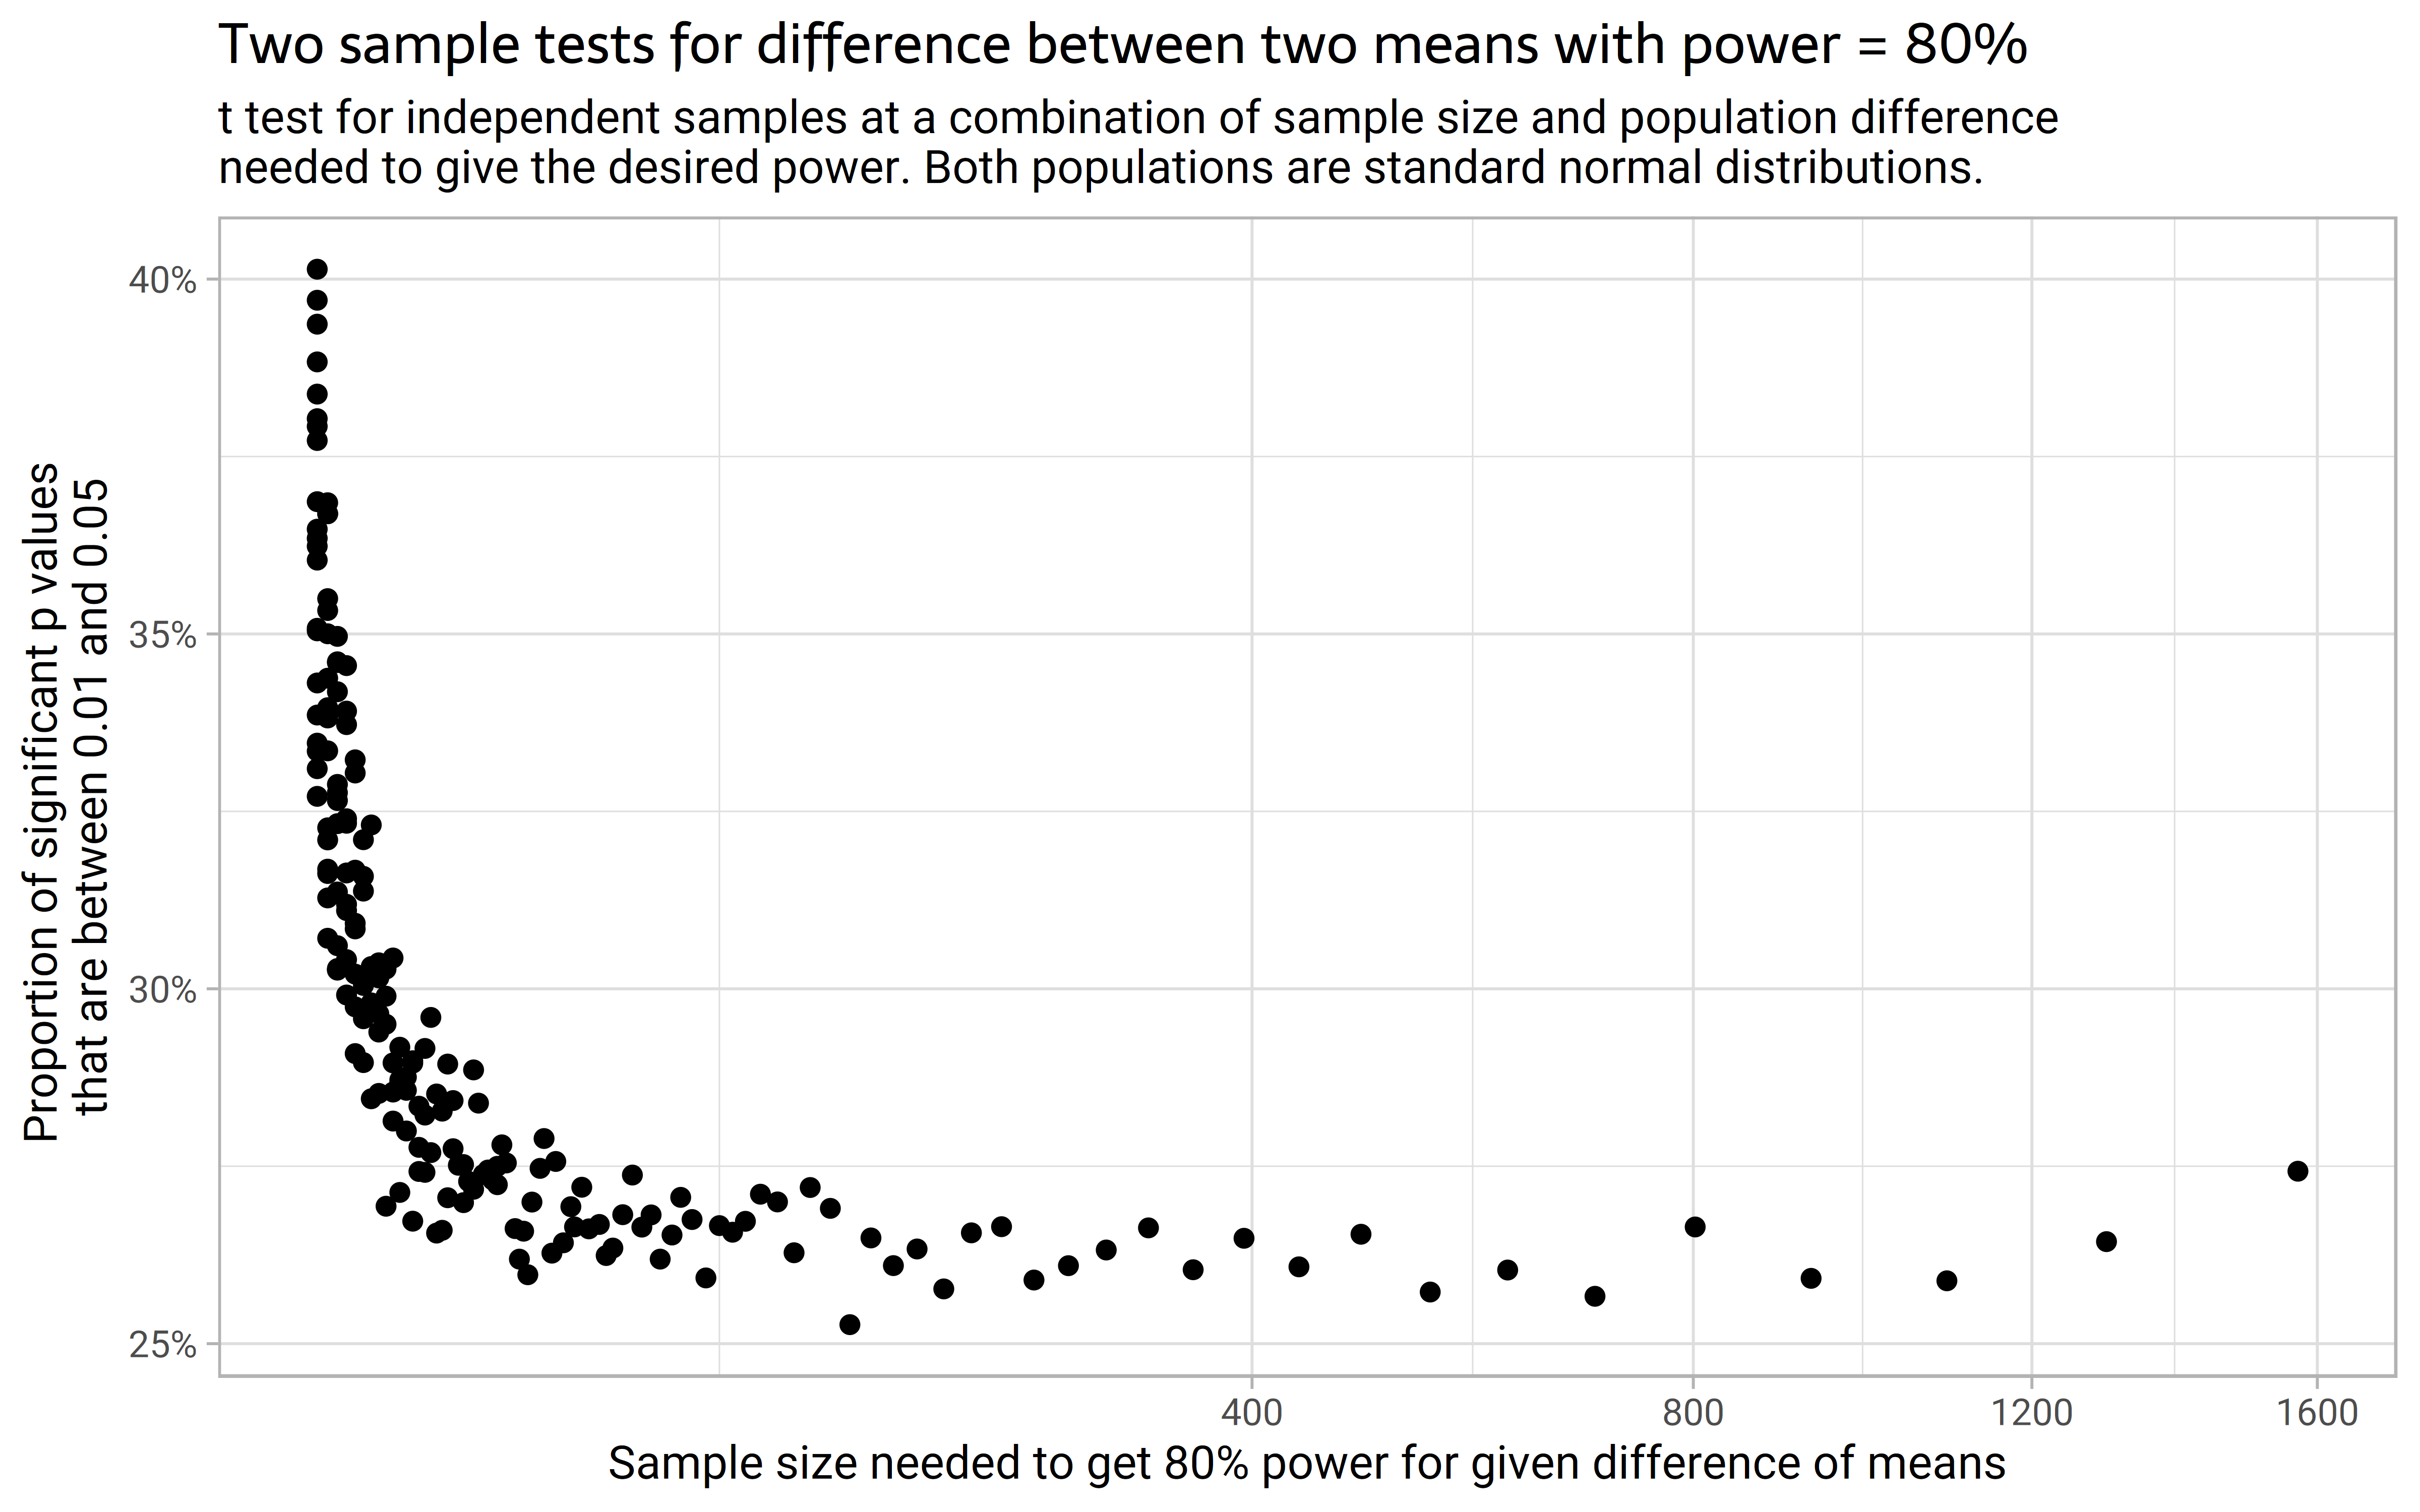 Two sample tests for difference between two means with power = 80%
t test for independent samples at a combination of sample size and population difference
needed to give the desired power. Both populations are standard normal distributions.
Proportion of significant p values
that are between 0.01 and 0.05
40%
35%
30%
25%
400
800
1200
1600
Sample size needed to get 80% power for given difference of means